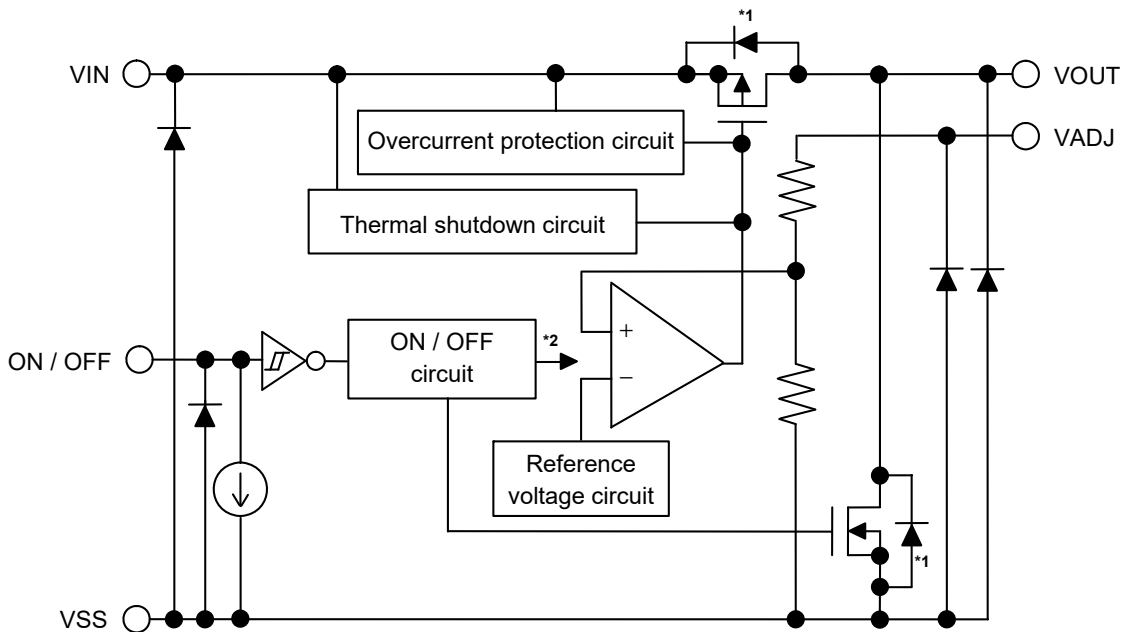 *1
VIN
VOUT
Overcurrent protection circuit
VADJ
Thermal shutdown circuit
ON / OFF
ON / OFF
circuit
*2
+
−
Reference
voltage circuit
*1
VSS